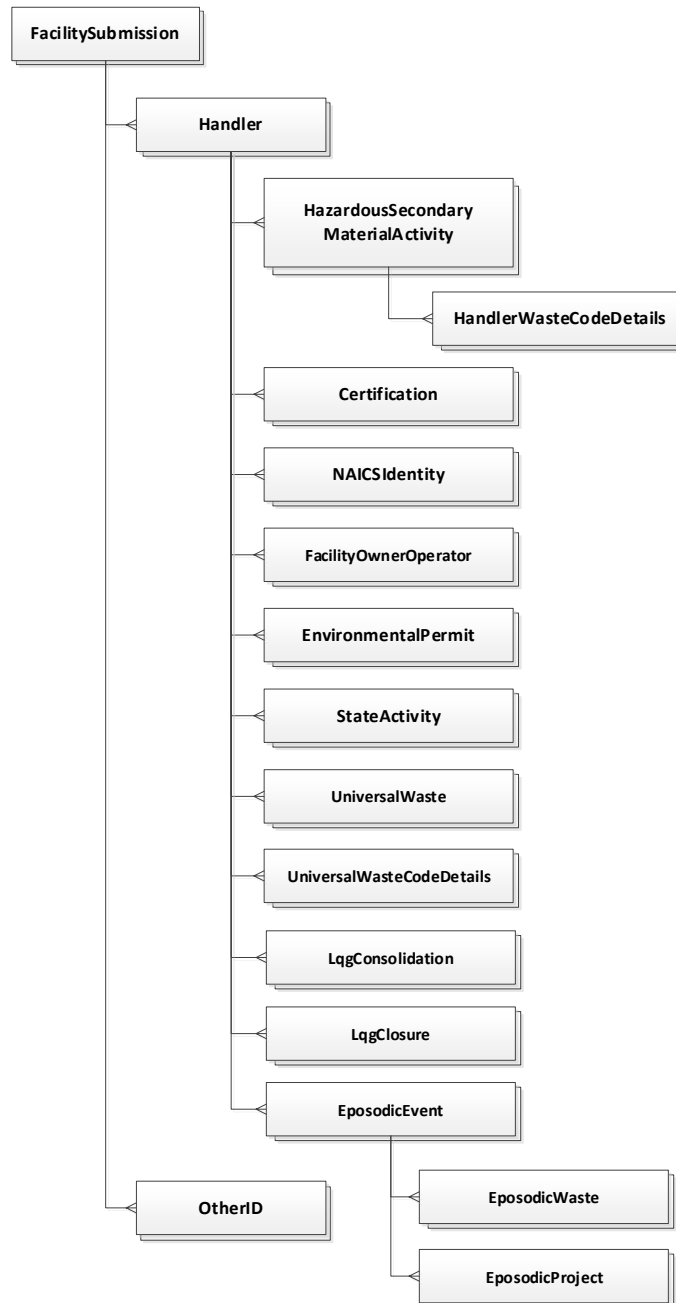 FacilitySubmission
Handler
HazardousSecondary
MaterialActivity
HandlerWasteCodeDetails
Certification
NAICSIdentity
FacilityOwnerOperator
EnvironmentalPermit
StateActivity
UniversalWaste
UniversalWasteCodeDetails
LqgConsolidation
LqgClosure
EposodicEvent
EposodicWaste
OtherID
EposodicProject